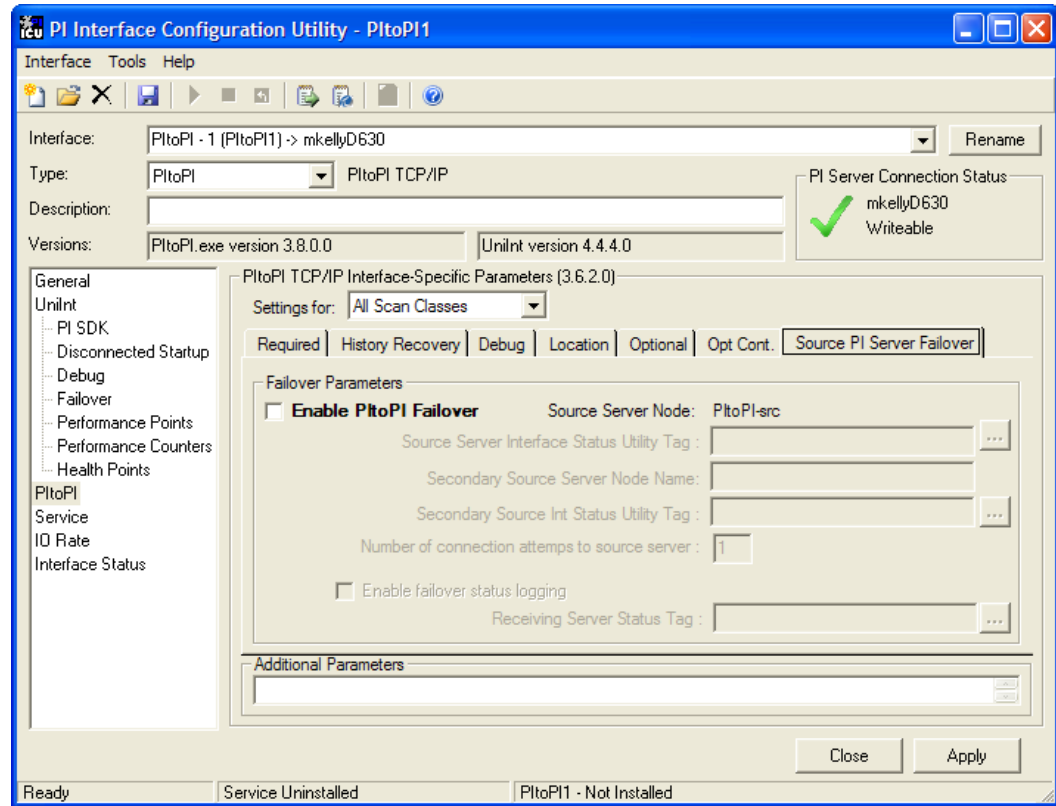 PI Interface Configuration Utility - PItoPI1
Interface Tools Help
Interface: PItoPI - 1 (PItoPI1) -> mkellyD630 Rename
Type: PItoPI PItoPI TCP/IP
PI Server Connection Status
mkellyD630
Writeable
Description:
Versions: PItoPI.exe version 3.8.0.0 UniInt version 4.4.4.0
General
UniInt
PI SDK
Disconnected Startup
Debug
Failover
Performance Points
Performance Counters
Health Points
PItoPI
Service
IO Rate
Interface Status
PItoPI TCP/IP Interface-Specific Parameters (3.6.2.0)
Settings for: All Scan Classes
Required History Recovery Debug Location Optional Opt Cont. Source PI Server Failover
Failover Parameters
Enable PItoPI Failover Source Server Node: PItoPI-src
Source Server Interface Status Utility Tag : ...
Secondary Source Server Node Name:
Secondary Source Int Status Utility Tag : ...
Number of connection attemps to source server : 1
Enable failover status logging
Receiving Server Status Tag : ...
Additional Parameters
Close Apply
Ready Service Uninstalled PItoPI1 - Not Installed